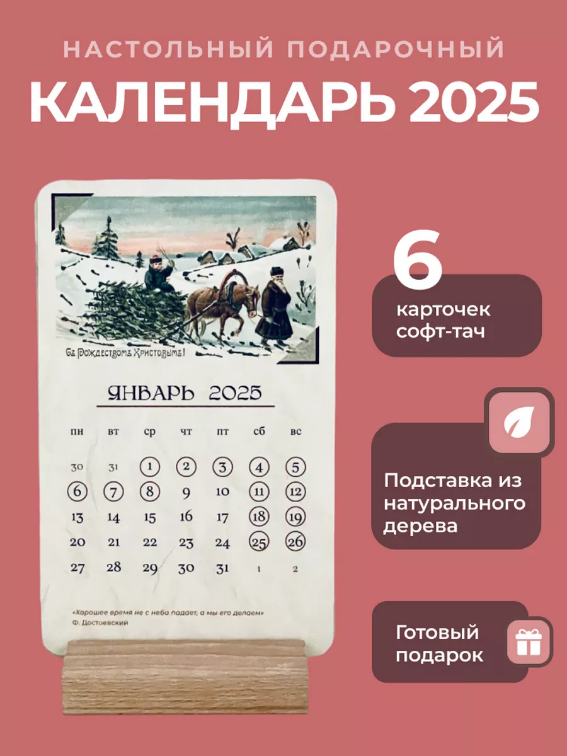 НАСТОЛЬНЫЙ ПОДАРОЧНЫЙ
КАЛЕНДАРЬ 2025
Съ Рождествомъ Христовымъ!
ЯНВАРЬ 2025
пн вт ср чт пт сб вс
30 31 1 2 3 4 5
6 7 8 9 10 11 12
13 14 15 16 17 18 19
20 21 22 23 24 25 26
27 28 29 30 31 1 2
«Хорошее время не с неба падает, а мы его делаем»
Ф. Достоевский
6
карточек
софт-тач
Подставка из
натурального
дерева
Готовый
подарок